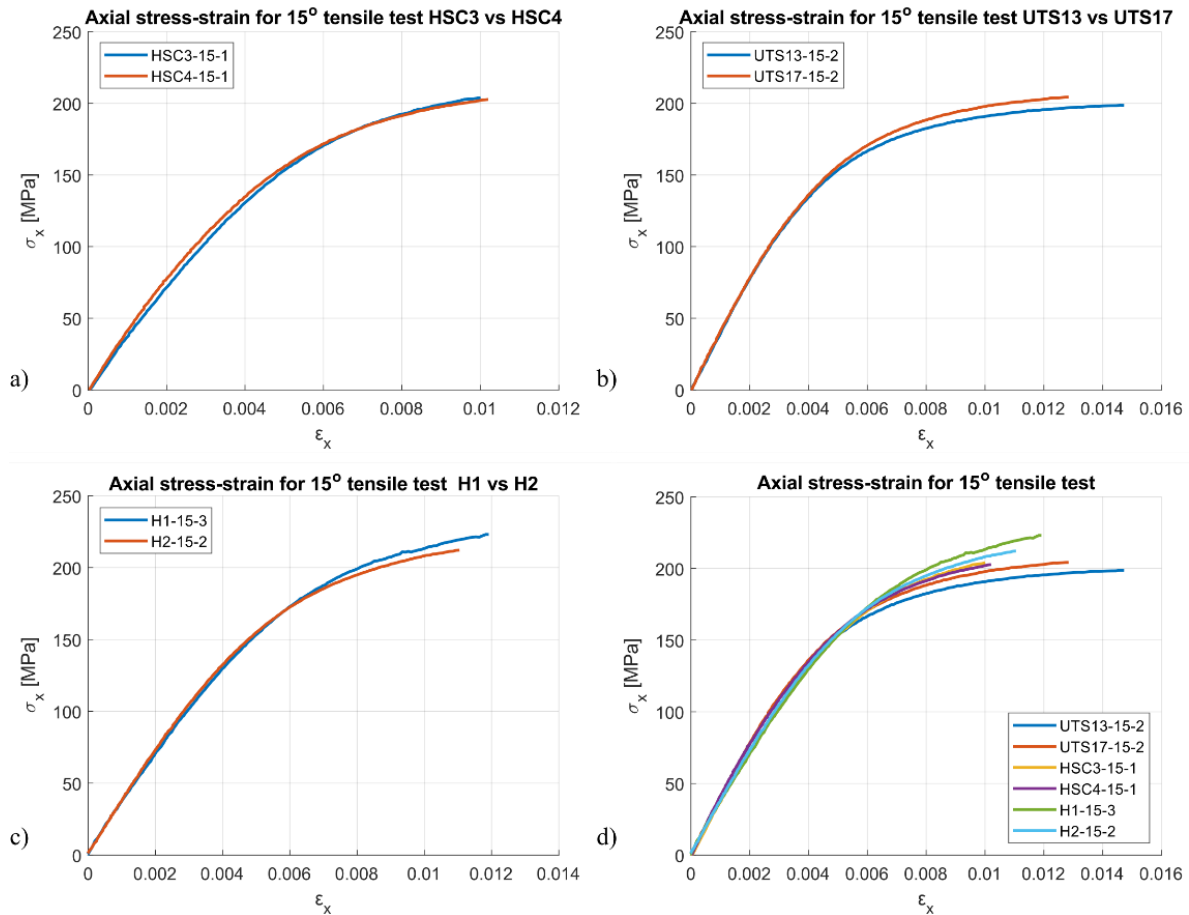 Axial stress-strain for 15° tensile test HSC3 vs HSC4
250
200
150
100
50
0
σx [MPa]
HSC3-15-1
HSC4-15-1
0 0.002 0.004 0.006 0.008 0.01 0.012
εx
a)
Axial stress-strain for 15° tensile test UTS13 vs UTS17
250
200
150
100
50
0
σx [MPa]
UTS13-15-2
UTS17-15-2
0 0.002 0.004 0.006 0.008 0.01 0.012 0.014 0.016
εx
b)
Axial stress-strain for 15° tensile test H1 vs H2
250
200
150
100
50
0
σx [MPa]
H1-15-3
H2-15-2
0 0.002 0.004 0.006 0.008 0.01 0.012 0.014
εx
c)
Axial stress-strain for 15° tensile test
250
200
150
100
50
0
σx [MPa]
UTS13-15-2
UTS17-15-2
HSC3-15-1
HSC4-15-1
H1-15-3
H2-15-2
0 0.002 0.004 0.006 0.008 0.01 0.012 0.014 0.016
εx
d)